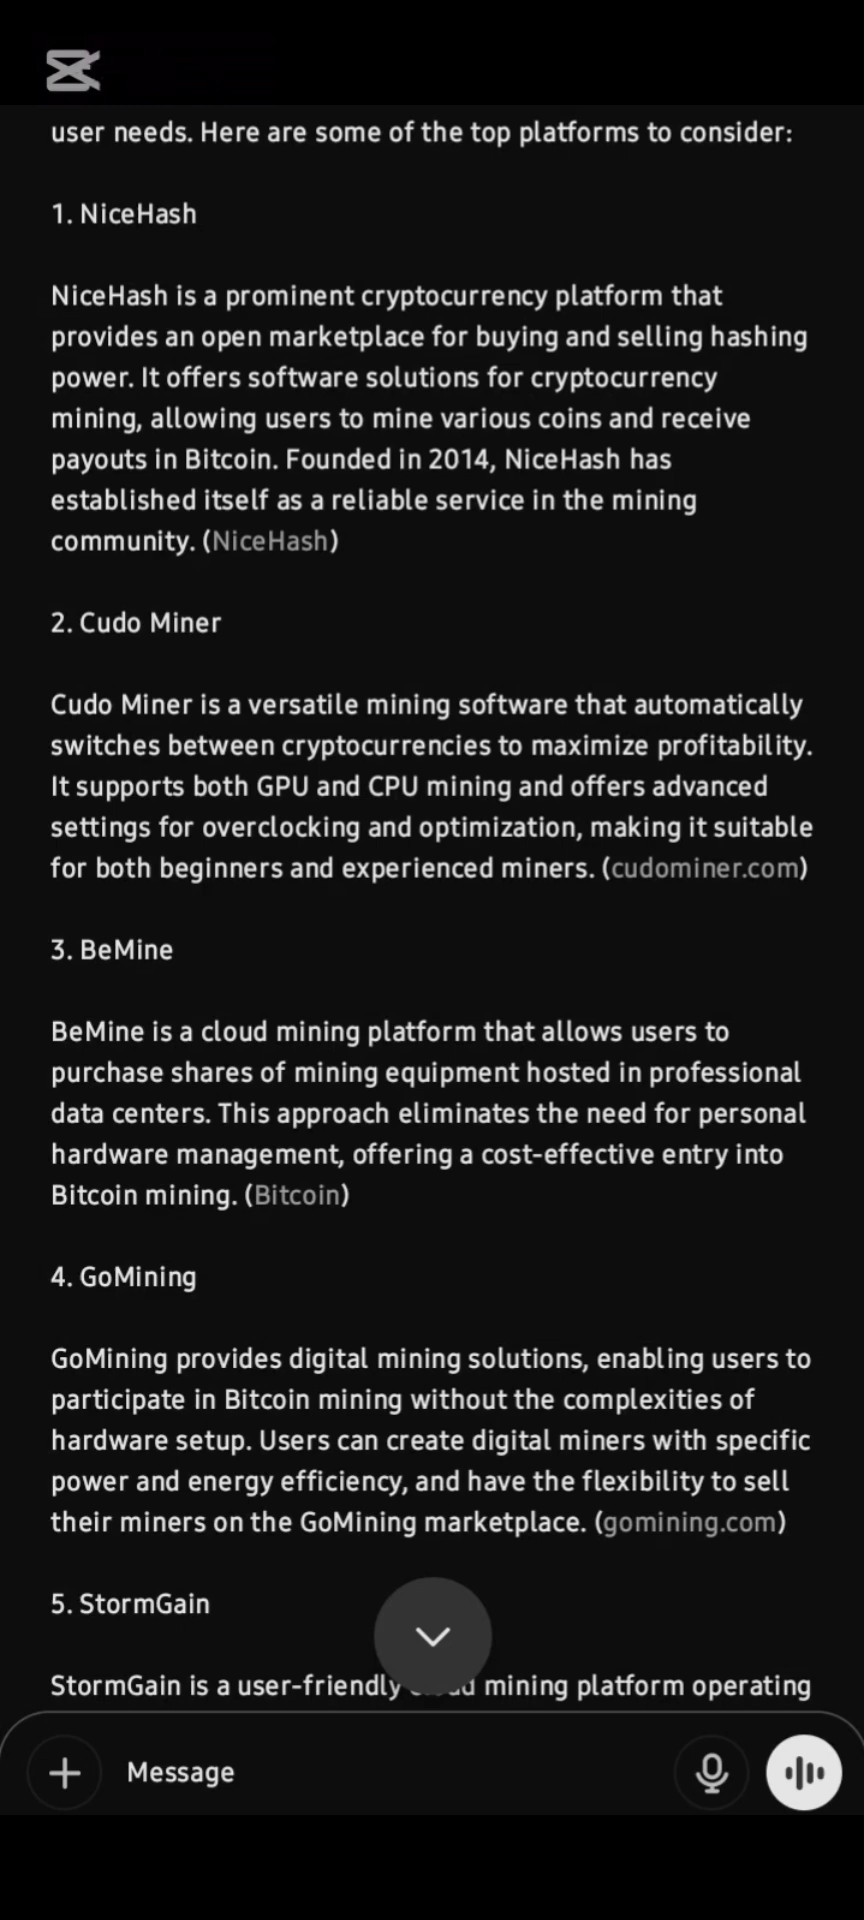 user needs. Here are some of the top platforms to consider:
1. NiceHash
NiceHash is a prominent cryptocurrency platform that
provides an open marketplace for buying and selling hashing
power. It offers software solutions for cryptocurrency
mining, allowing users to mine various coins and receive
payouts in Bitcoin. Founded in 2014, NiceHash has
established itself as a reliable service in the mining
community. (NiceHash)
2. Cudo Miner
Cudo Miner is a versatile mining software that automatically
switches between cryptocurrencies to maximize profitability.
It supports both GPU and CPU mining and offers advanced
settings for overclocking and optimization, making it suitable
for both beginners and experienced miners. (cudominer.com)
3. BeMine
BeMine is a cloud mining platform that allows users to
purchase shares of mining equipment hosted in professional
data centers. This approach eliminates the need for personal
hardware management, offering a cost-effective entry into
Bitcoin mining. (Bitcoin)
4. GoMining
GoMining provides digital mining solutions, enabling users to
participate in Bitcoin mining without the complexities of
hardware setup. Users can create digital miners with specific
power and energy efficiency, and have the flexibility to sell
their miners on the GoMining marketplace. (gomining.com)
5. StormGain
StormGain is a user-friendly mining platform operating
Message